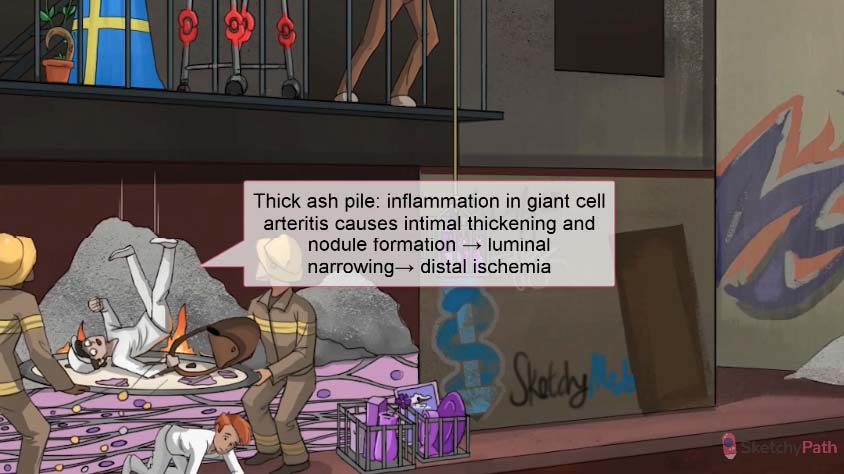 Thick ash pile: inflammation in giant cell
arteritis causes intimal thickening and
nodule formation → luminal
narrowing→ distal ischemia
Sketchy
SketchyPath